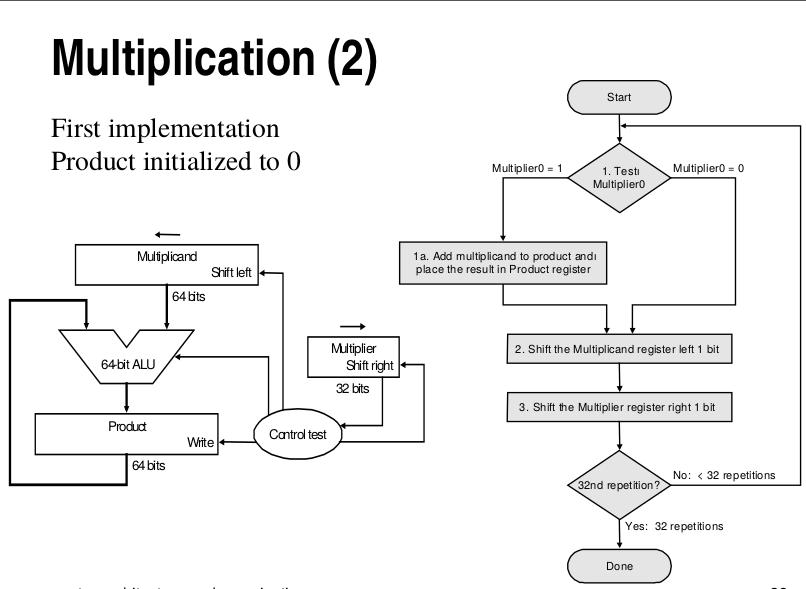 Multiplication (2)
First implementation
Product initialized to 0
Multiplicand
Shift left
64 bits
64-bit ALU
Product
Write
64 bits
Multiplier
Shift right
32 bits
Control test
Start
Multiplier0 = 1
1. Test
Multiplier0
Multiplier0 = 0
1a. Add multiplicand to product and
place the result in Product register
2. Shift the Multiplicand register left 1 bit
3. Shift the Multiplier register right 1 bit
32nd repetition?
No: < 32 repetitions
Yes: 32 repetitions
Done